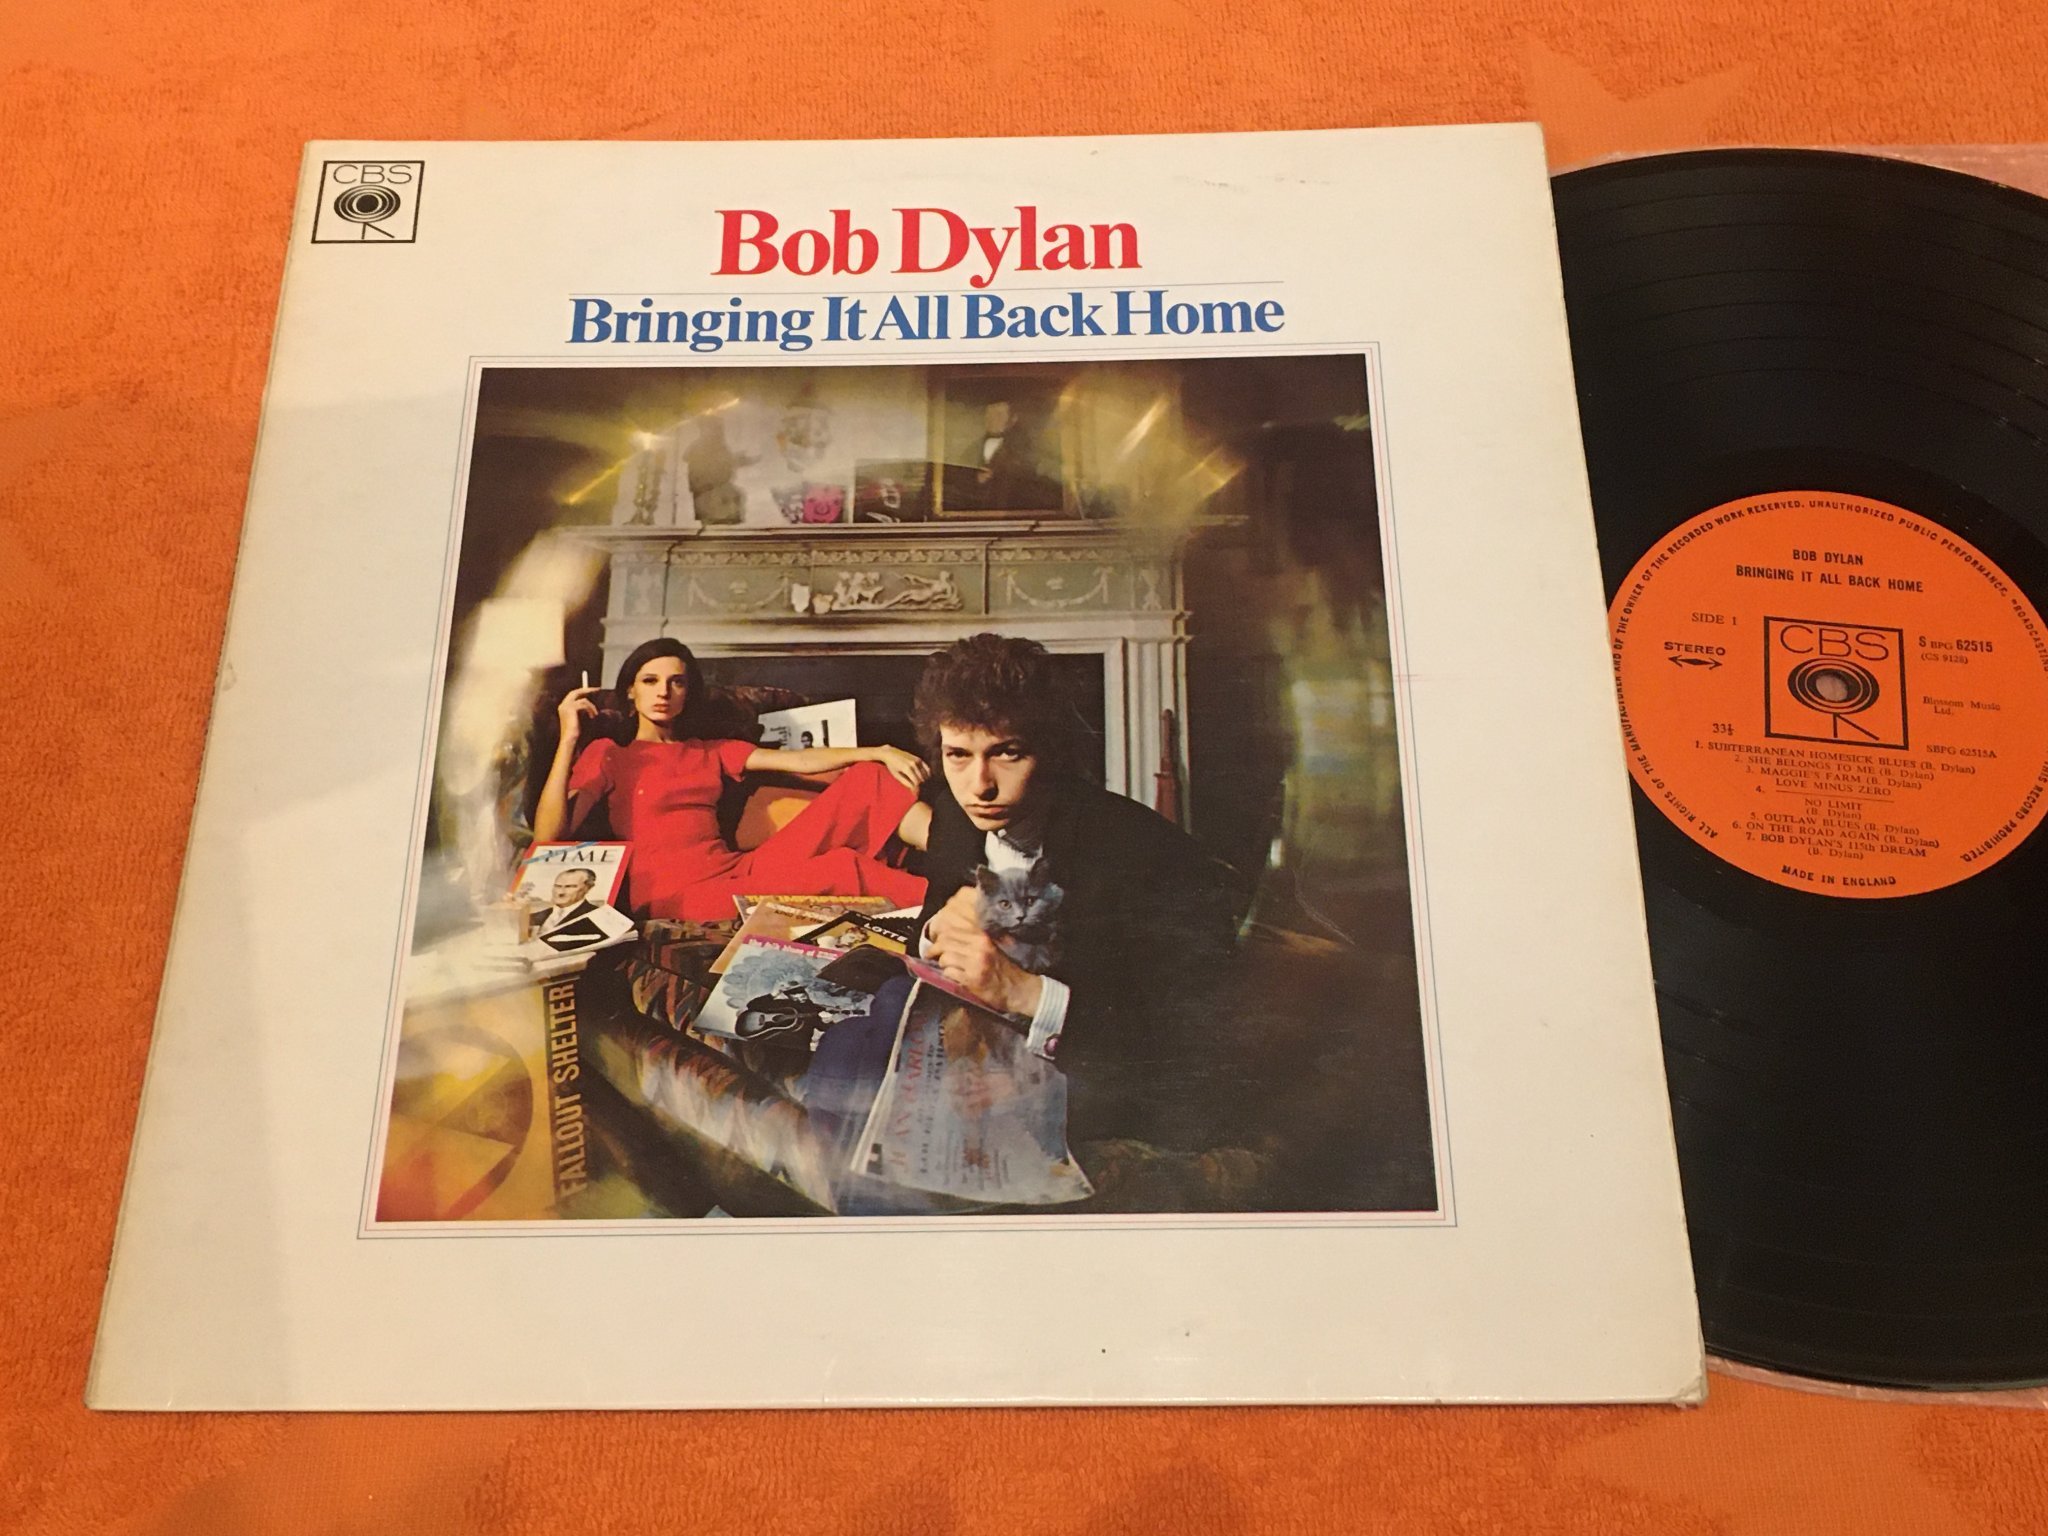 CBS
Bob Dylan
Bringing It All Back Home
TIME
LOTTE
FALLOUT SHELTER
ALL RIGHTS OF THE MANUFACTURER AND OF THE OWNER OF THE RECORDED WORK RESERVED. UNAUTHORIZED PUBLIC PERFORMANCE, BROADCASTING
THIS RECORD PROHIBITED.
BOB DYLAN
BRINGING IT ALL BACK HOME
SIDE 1
STEREO
CBS
S BPG 62515
(CS 9128)
Blossom Music
Ltd.
33⅓
SBPG 62515A
1. SUBTERRANEAN HOMESICK BLUES (B. Dylan)
2. SHE BELONGS TO ME (B. Dylan)
3. MAGGIE'S FARM (B. Dylan)
4. LOVE MINUS ZERO
NO LIMIT
(B. Dylan)
5. OUTLAW BLUES (B. Dylan)
6. ON THE ROAD AGAIN (B. Dylan)
7. BOB DYLAN'S 115th DREAM
(B. Dylan)
MADE IN ENGLAND